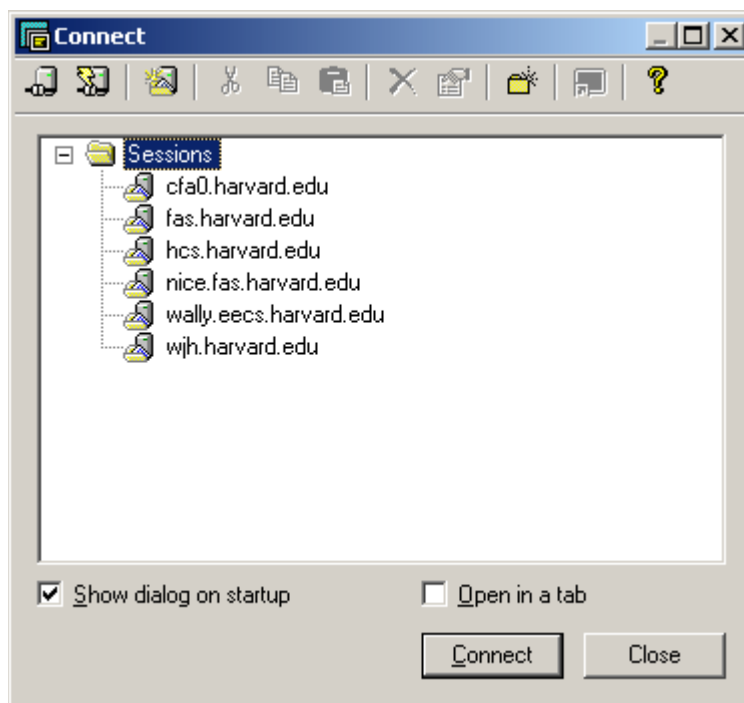 Connect
Sessions
cfa0.harvard.edu
fas.harvard.edu
hcs.harvard.edu
nice.fas.harvard.edu
wally.eecs.harvard.edu
wjh.harvard.edu
Show dialog on startup
Open in a tab
Connect
Close